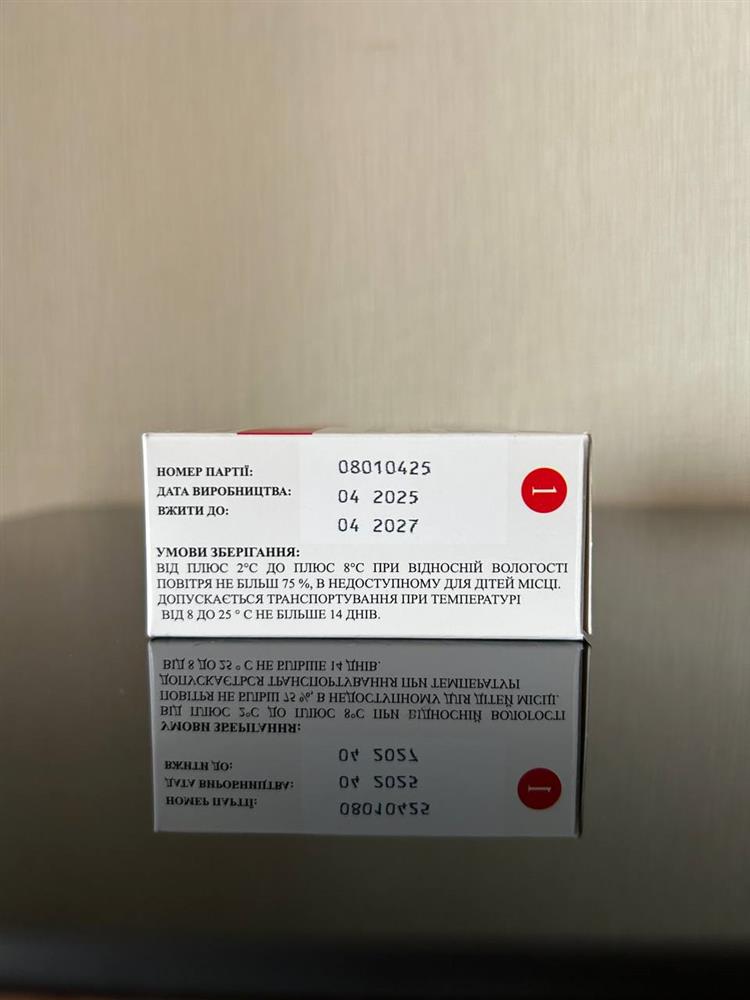 НОМЕР ПАРТІЇ: 08010425
ДАТА ВИРОБНИЦТВА: 04 2025
ВЖИТИ ДО: 04 2027
1
УМОВИ ЗБЕРІГАННЯ:
ВІД ПЛЮС 2°С ДО ПЛЮС 8°С ПРИ ВІДНОСНІЙ ВОЛОГОСТІ
ПОВІТРЯ НЕ БІЛЬШ 75 %, В НЕДОСТУПНОМУ ДЛЯ ДІТЕЙ МІСЦІ.
ДОПУСКАЄТЬСЯ ТРАНСПОРТУВАННЯ ПРИ ТЕМПЕРАТУРІ
ВІД 8 ДО 25 ° С НЕ БІЛЬШЕ 14 ДНІВ.